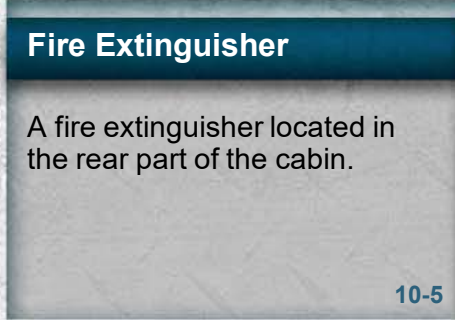 Fire Extinguisher
A fire extinguisher located in
the rear part of the cabin.
10-5